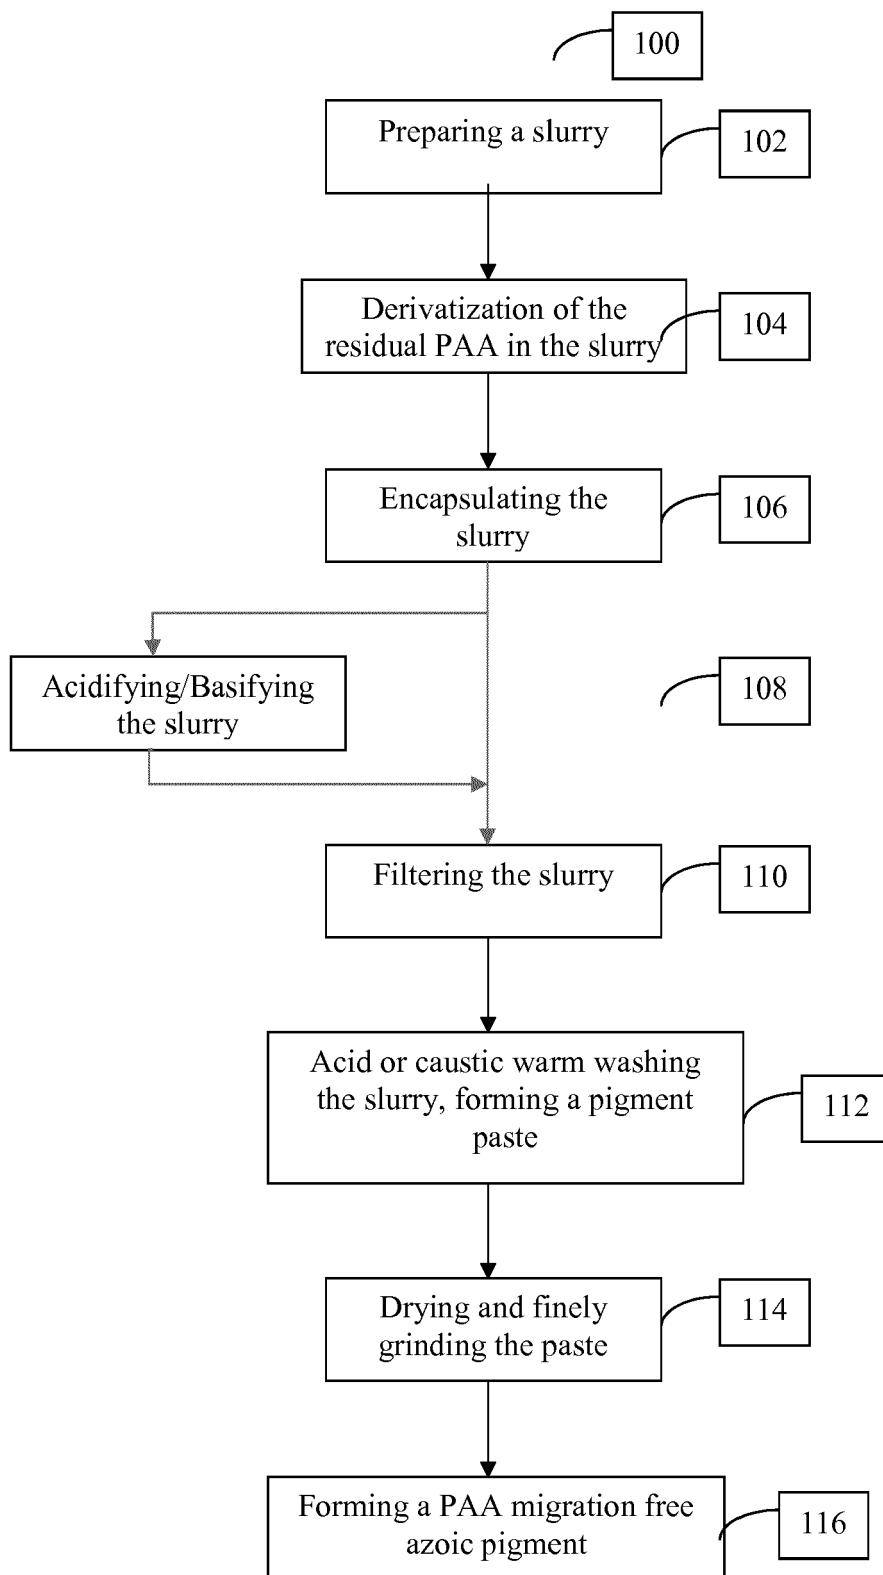 100
Preparing a slurry
102
Derivatization of the
residual PAA in the slurry
104
Encapsulating the
slurry
106
Acidifying/Basifying
the slurry
108
Filtering the slurry
110
Acid or caustic warm washing
the slurry, forming a pigment
paste
112
Drying and finely
grinding the paste
114
Forming a PAA migration free
azoic pigment
116